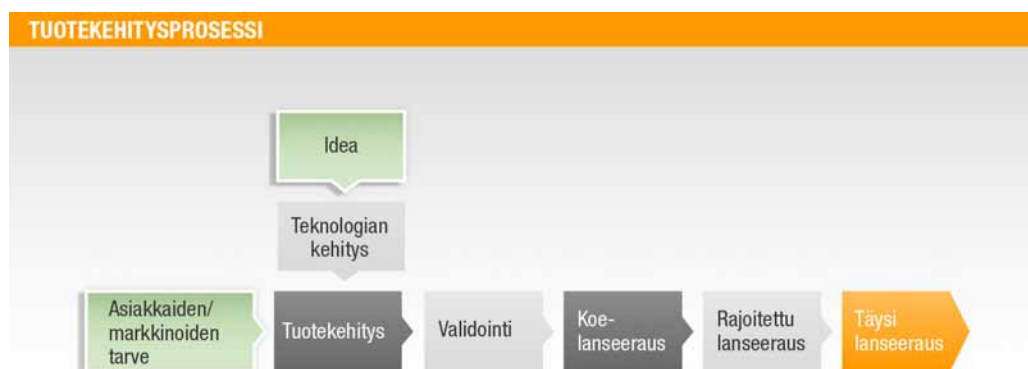 TUOTEKEHITYSPROSESSI
Idea
Teknologian
kehitys
Asiakkaiden/
markkinoiden
tarve
Tuotekehitys
Validointi
Koe-
lanseeraus
Rajoitettu
lanseeraus
Täysi
lanseeraus